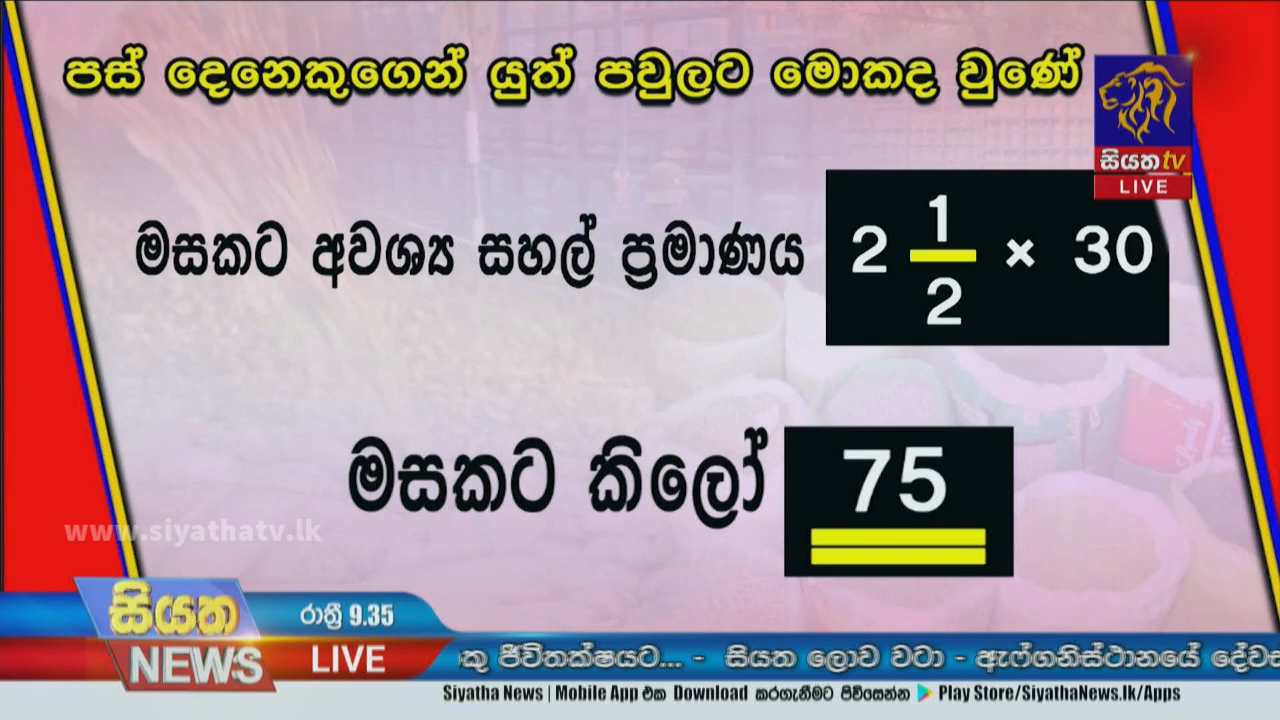 පස් දෙනෙකුගෙන් යුත් පවුලට මොකද වුණේ
සියත tv
LIVE
මසකට අවශ්‍ය සහල් ප්‍රමාණය 2 1/2 × 30
මසකට කිලෝ 75
www.siyathatv.lk
සියත
NEWS
රාත්‍රී 9.35
LIVE
කු ජීවිතක්ෂයට... - සියත ලොව වටා - ඇෆ්ගනිස්ථානයේ
Siyatha News | Mobile App එක Download කරගැනීමට පිවිසෙන්න Play Store/SiyathaNews.lk/Apps